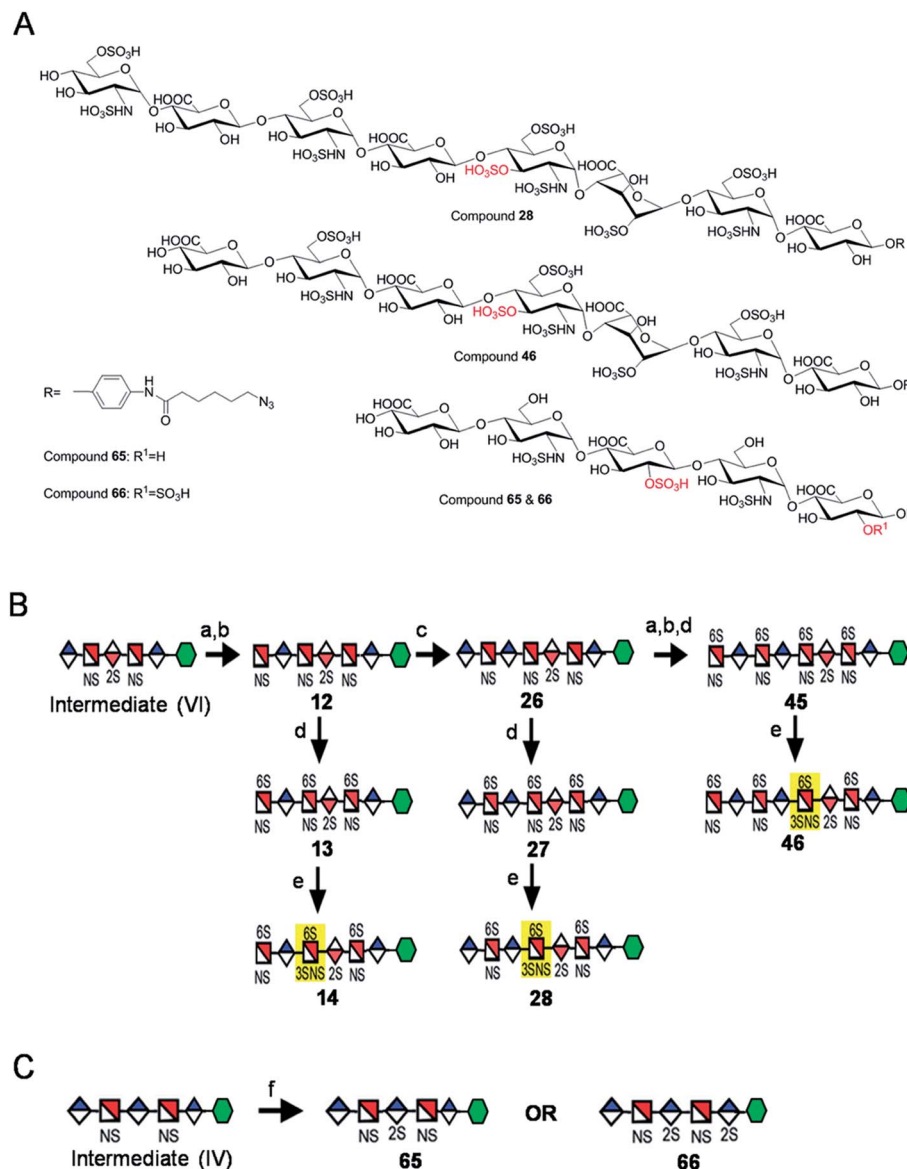 A
OSO3H
HO
HO
HO3SHN
HOOC
HO
OH
OSO3H
HO
HO3SHN
HOOC
HO
OH
OSO3H
HO3SO
HO3SHN
HOOC
OH
HO3SO
OSO3H
HO
HO3SHN
HOOC
HO
OH
OR
Compound 28
HOOC
HO
HO
OH
OSO3H
HO
HO3SHN
HOOC
HO
OH
OSO3H
HO3SO
HO3SHN
HOOC
OH
HO3SO
OSO3H
HO
HO3SHN
HOOC
HO
OH
Compound 46
R=
H
N
O
N3
Compound 65: R1=H
Compound 66: R1=SO3H
HOOC
HO
HO
OH
OH
HO
HO3SHN
HOOC
HO
OSO3H
OH
HO
HO3SHN
HOOC
HO
OR1
Compound 65 & 66
B
a,b c a,b,d
NS 2S NS
Intermediate (VI)
2S
NS NS NS
12
2S
NS NS NS
26
6S 6S 6S 6S
NS NS NS 2S NS
45
d d e
6S 6S 6S
NS NS 2S NS
13
6S 6S 6S
NS NS 2S NS
27
6S 6S 6S 6S
NS NS 3SNS 2S NS
46
e e
6S 6S 6S
NS 3SNS 2S NS
14
6S 6S 6S
NS 3SNS 2S NS
28
C
f
NS NS
Intermediate (IV)
NS 2S NS
65
OR
NS 2S NS 2S
66